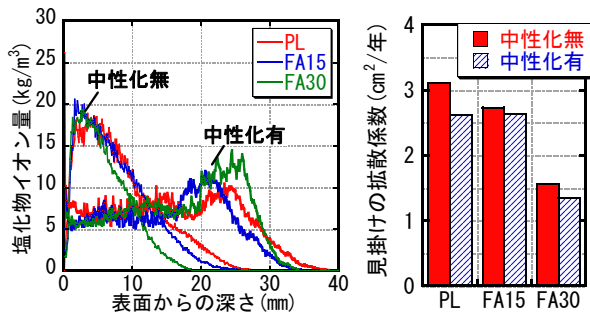 塩化物イオン量(kg/m³)
30
25
20
15
10
5
0
PL
FA15
FA30
中性化無
中性化有
0
10
20
30
40
表面からの深さ(mm)
見掛けの拡散係数(cm²/年)
4
3
2
1
0
中性化無
中性化有
PL
FA15
FA30